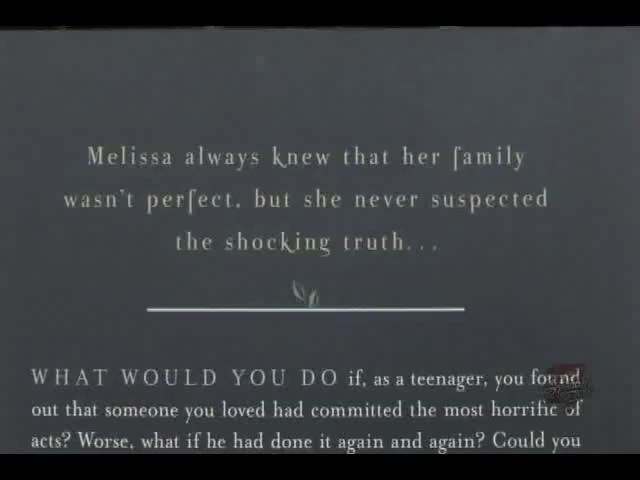 Melissa always knew that her family
wasn't perfect, but she never suspected
the shocking truth...
WHAT WOULD YOU DO if, as a teenager, you found
out that someone you loved had committed the most horrific of
acts? Worse, what if he had done it again and again? Could you